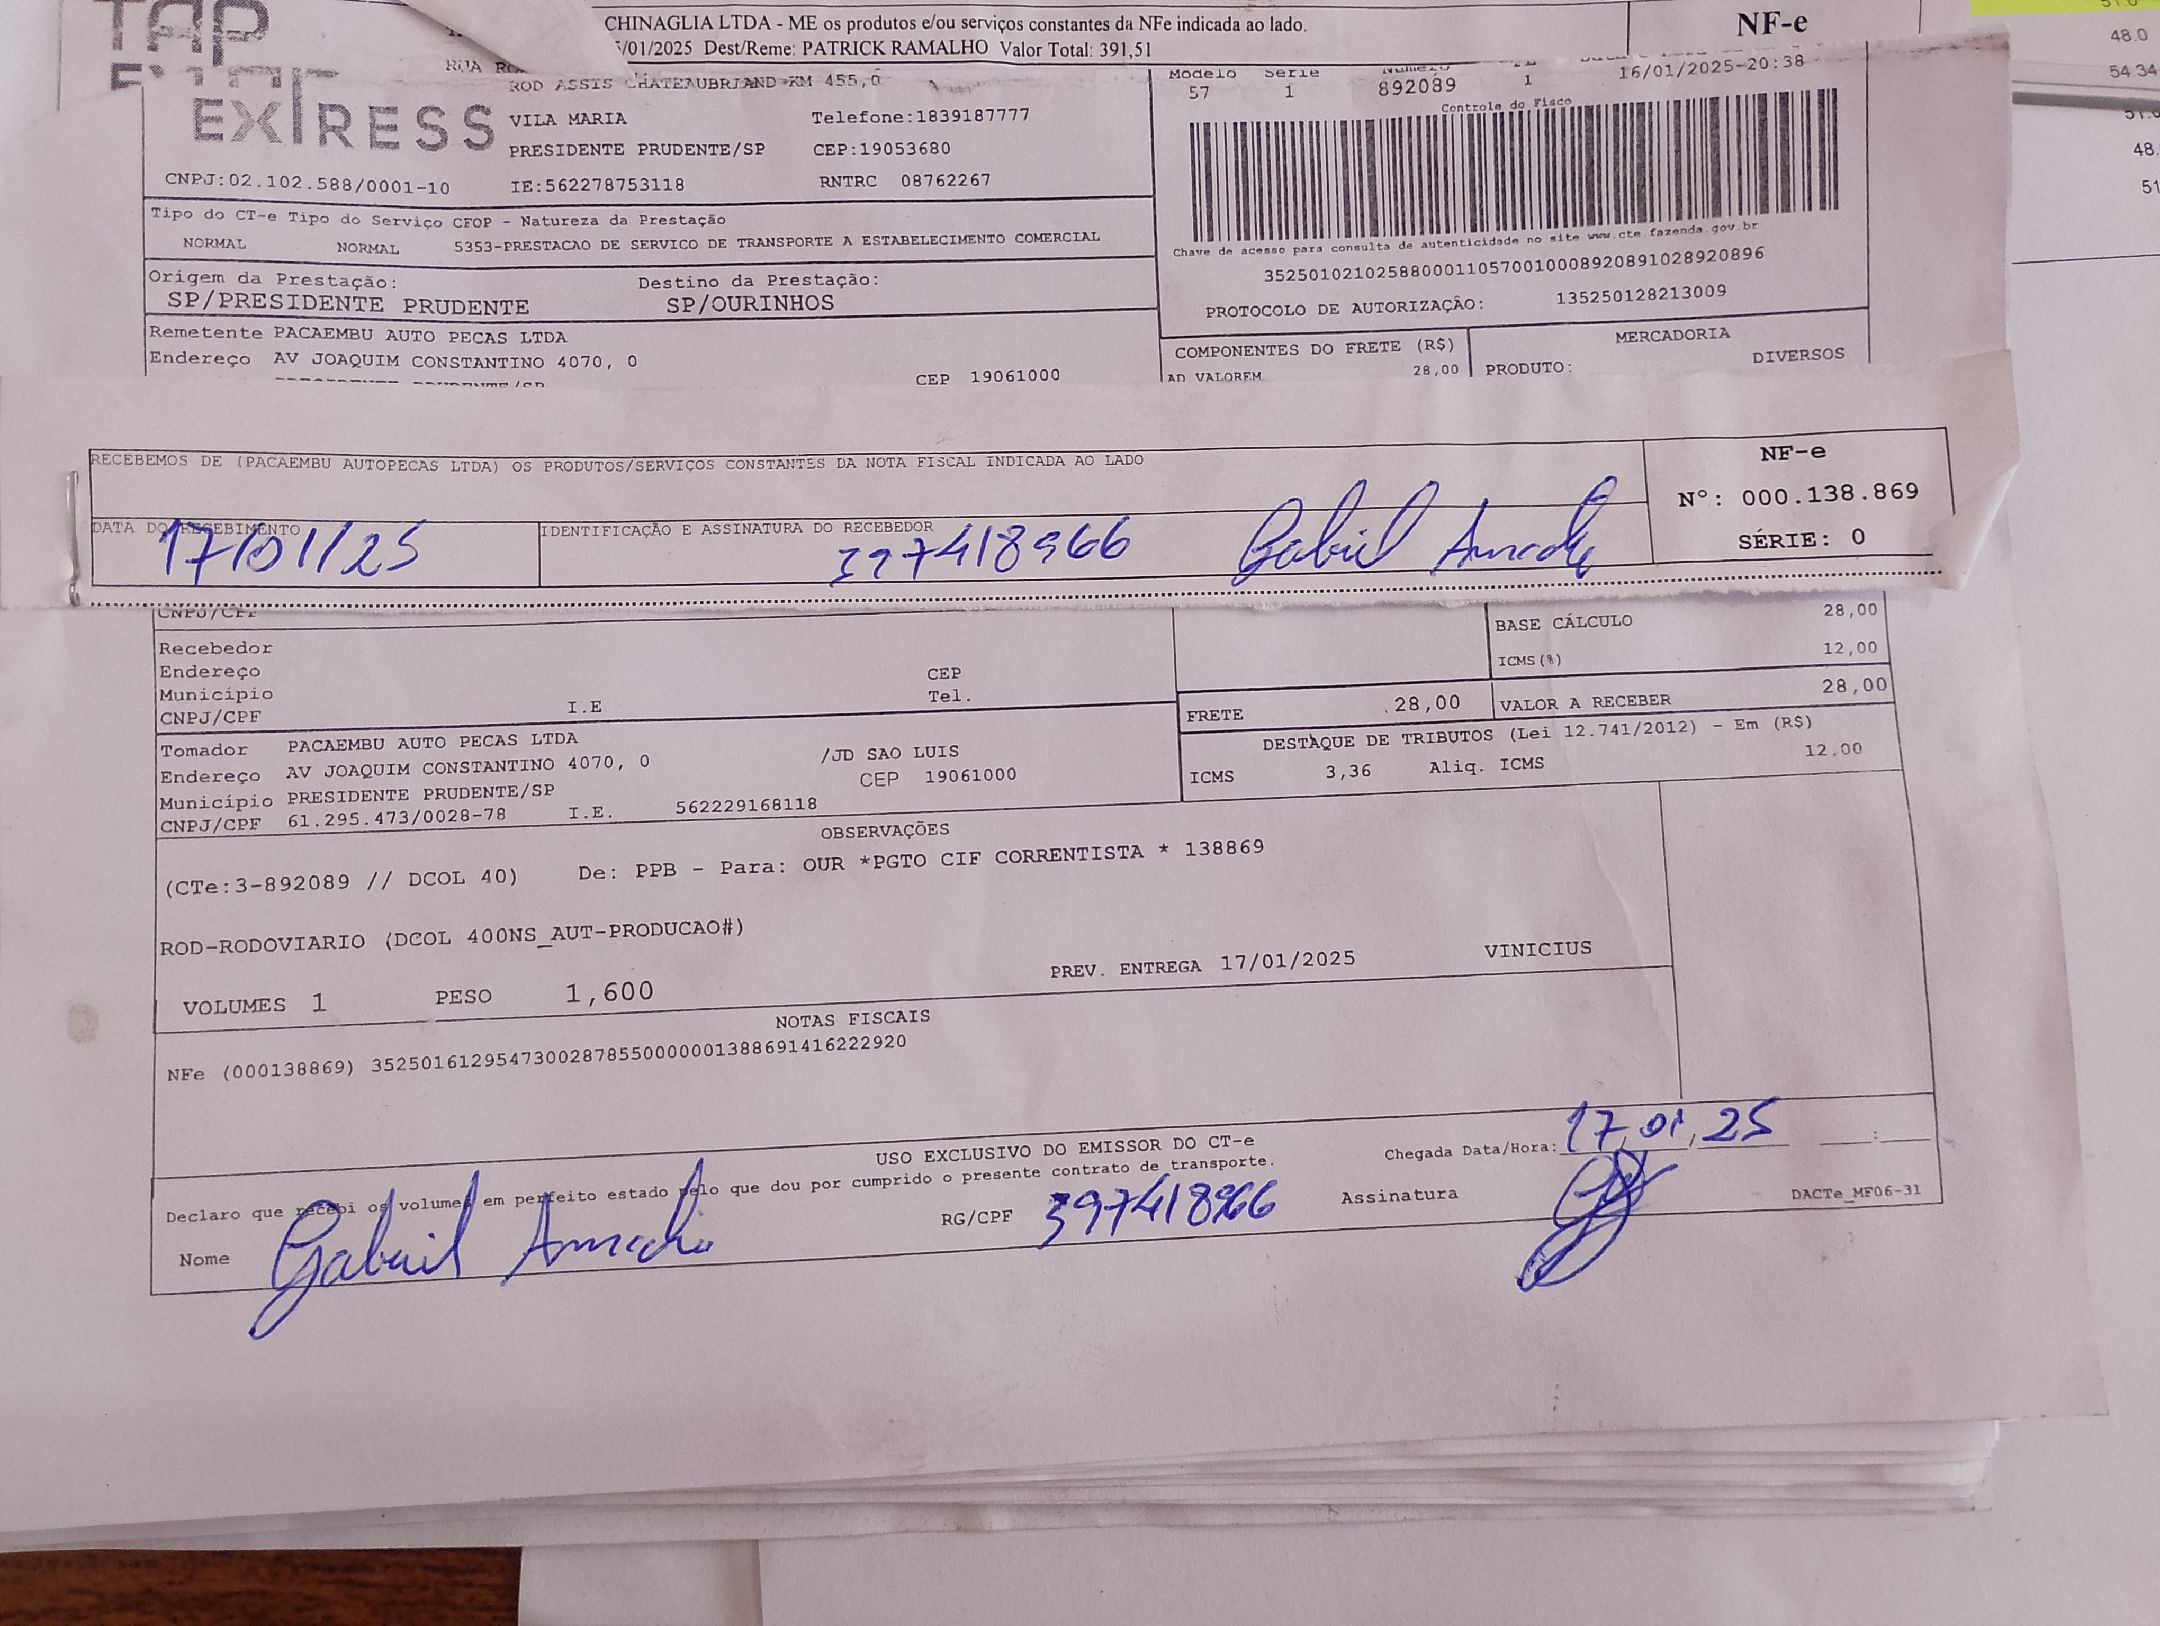 TAP
CHINAGLIA LTDA - ME os produtos e/ou serviços constantes da NFe indicada ao lado.
/01/2025 Dest/Reme: PATRICK RAMALHO Valor Total: 391,51
NF-e
EXPRESS
ROD ASSIS CHATEAUBRIAND KM 455,0
VILA MARIA Telefone:1839187777
PRESIDENTE PRUDENTE/SP CEP:19053680
CNPJ:02.102.588/0001-10 IE:562278753118 RNTRC 08762267
Modelo Serie Número
57 1 892089 1 16/01/2025-20:38
Controle do Fisco
Chave de acesso para consulta de autenticidade no site www.cte.fazenda.gov.br
35250102102588000110570010008920891028920896
PROTOCOLO DE AUTORIZAÇÃO: 135250128213009
Tipo do CT-e Tipo do Serviço CFOP - Natureza da Prestação
NORMAL NORMAL 5353-PRESTACAO DE SERVICO DE TRANSPORTE A ESTABELECIMENTO COMERCIAL
Origem da Prestação: Destino da Prestação:
SP/PRESIDENTE PRUDENTE SP/OURINHOS
Remetente PACAEMBU AUTO PECAS LTDA
Endereço AV JOAQUIM CONSTANTINO 4070, 0
CEP 19061000
COMPONENTES DO FRETE (R$)
AD VALOREM 28,00
MERCADORIA
PRODUTO: DIVERSOS
RECEBEMOS DE (PACAEMBU AUTOPECAS LTDA) OS PRODUTOS/SERVIÇOS CONSTANTES DA NOTA FISCAL INDICADA AO LADO
DATA DO RECEBIMENTO IDENTIFICAÇÃO E ASSINATURA DO RECEBEDOR
17/01/25 397418966 Gabriel
NF-e
N°: 000.138.869
SÉRIE: 0
CNPJ/CPF
Recebedor
Endereço CEP
Município Tel.
CNPJ/CPF I.E
BASE CÁLCULO 28,00
ICMS(%) 12,00
FRETE 28,00 VALOR A RECEBER 28,00
DESTAQUE DE TRIBUTOS (Lei 12.741/2012) - Em (R$)
ICMS 3,36 Aliq. ICMS 12.00
Tomador PACAEMBU AUTO PECAS LTDA
Endereço AV JOAQUIM CONSTANTINO 4070, 0 /JD SAO LUIS
Município PRESIDENTE PRUDENTE/SP CEP 19061000
CNPJ/CPF 61.295.473/0028-78 I.E. 562229168118
OBSERVAÇÕES
(CTe:3-892089 // DCOL 40) De: PPB - Para: OUR *PGTO CIF CORRENTISTA * 138869
ROD-RODOVIARIO (DCOL 400NS_AUT-PRODUCAO#)
PREV. ENTREGA 17/01/2025 VINICIUS
VOLUMES 1 PESO 1,600
NOTAS FISCAIS
NFe (000138869) 35250161295473002878550000001388691416222920
USO EXCLUSIVO DO EMISSOR DO CT-e
Declaro que recebi os volumes em perfeito estado pelo que dou por cumprido o presente contrato de transporte.
Chegada Data/Hora: 17,01,25 :
Nome Gabriel RG/CPF 397418966 Assinatura
DACTe_MF06-31
48.0
54.34
48.
51